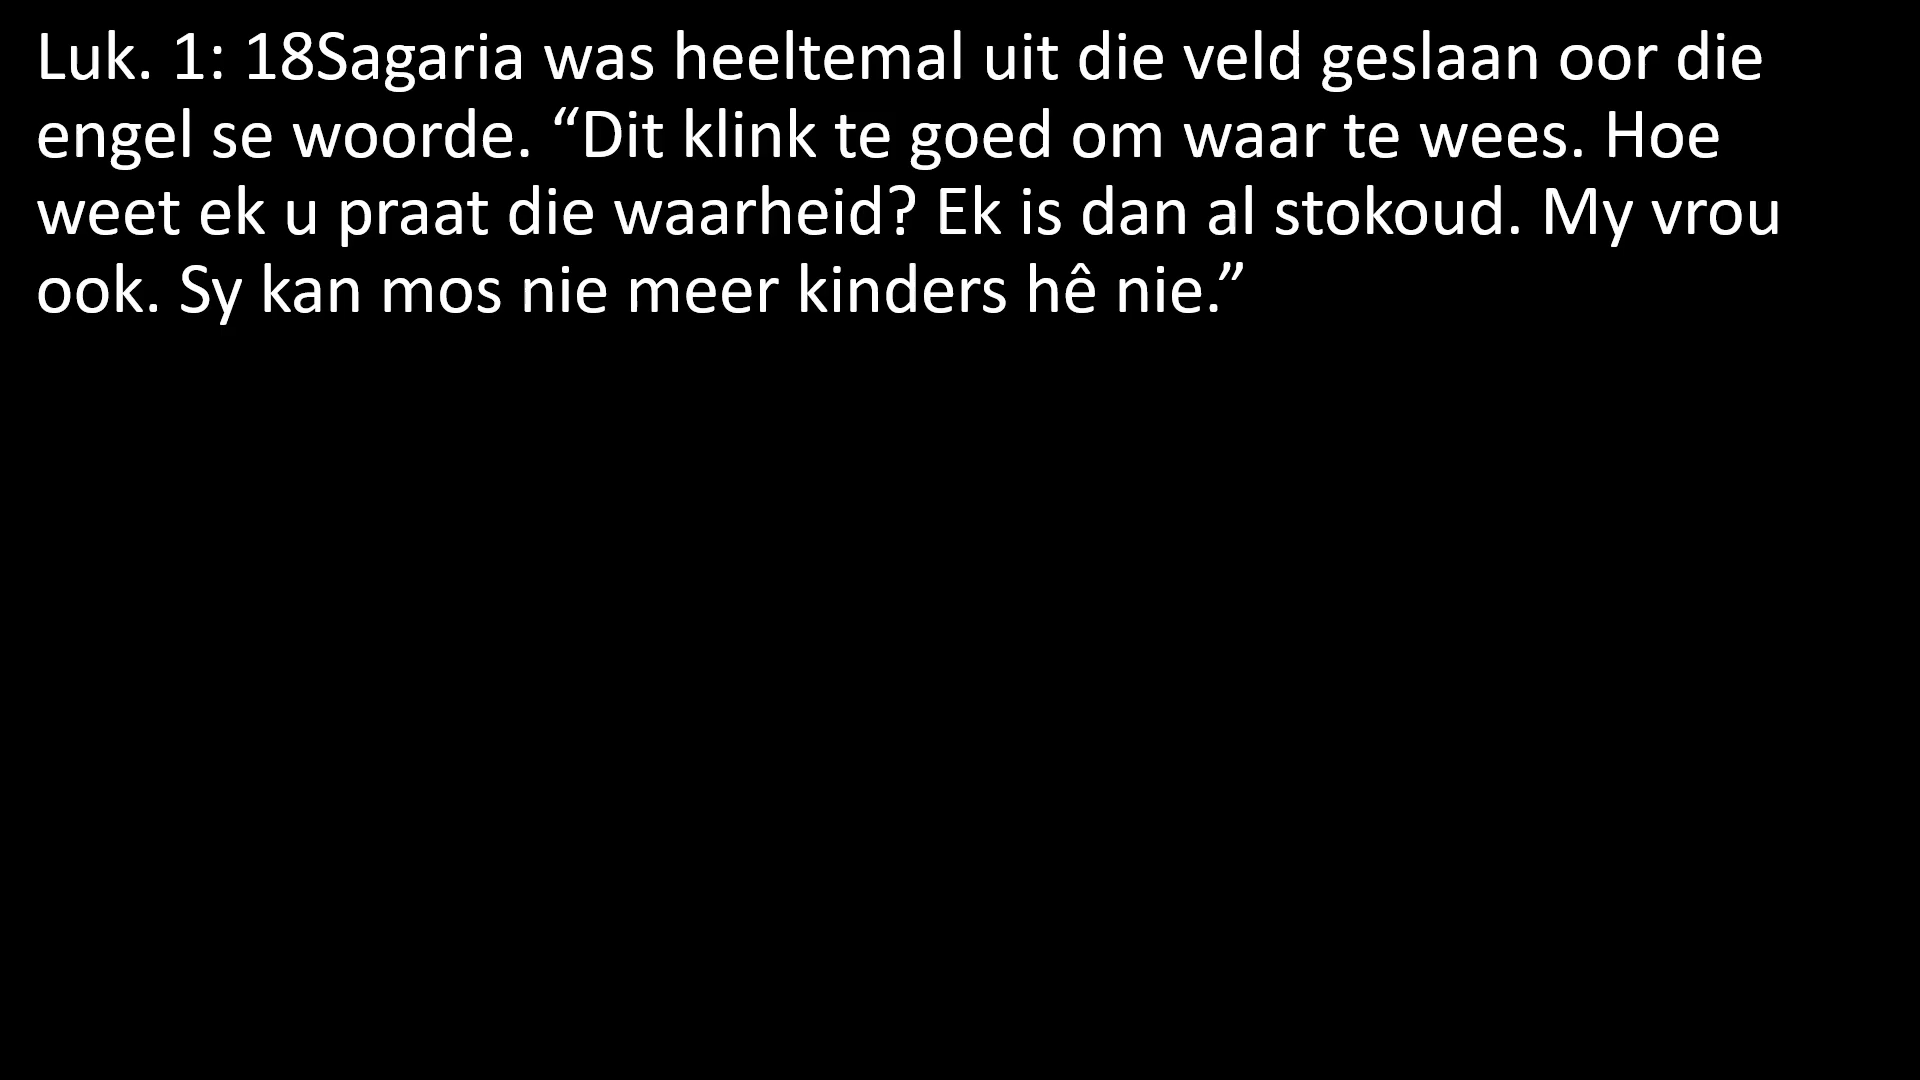 Luk. 1: 18Sagaria was heeltemal uit die veld geslaan oor die
engel se woorde. “Dit klink te goed om waar te wees. Hoe
weet ek u praat die waarheid? Ek is dan al stokoud. My vrou
ook. Sy kan mos nie meer kinders hê nie.”